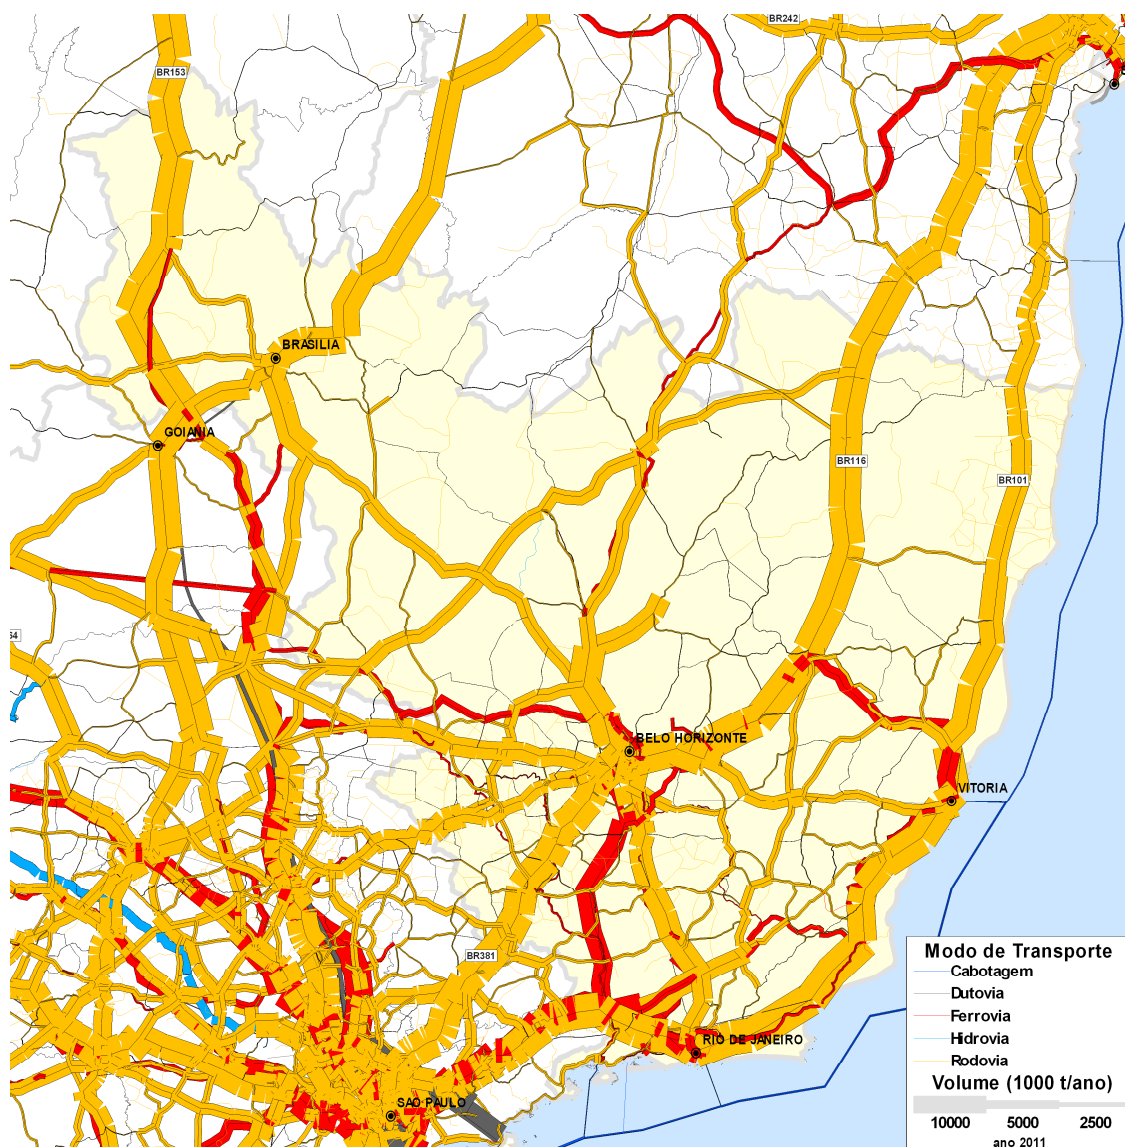 BR242
BR153
BRASILIA
GOIANIA
BR116
BR101
BELO HORIZONTE
VITORIA
BR381
RIO DE JANEIRO
SAO PAULO
Modo de Transporte
Cabotagem
Dutovia
Ferrovia
Hidrovia
Rodovia
Volume (1000 t/ano)
10000 5000 2500
ano 2011